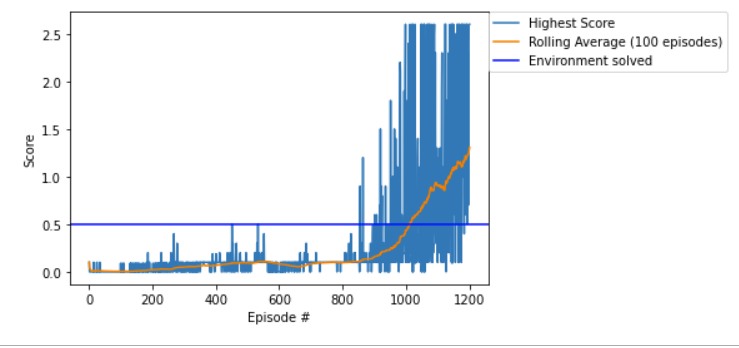 Highest Score
Rolling Average (100 episodes)
Environment solved
2.5
2.0
1.5
1.0
0.5
0.0
Score
0 200 400 600 800 1000 1200
Episode #